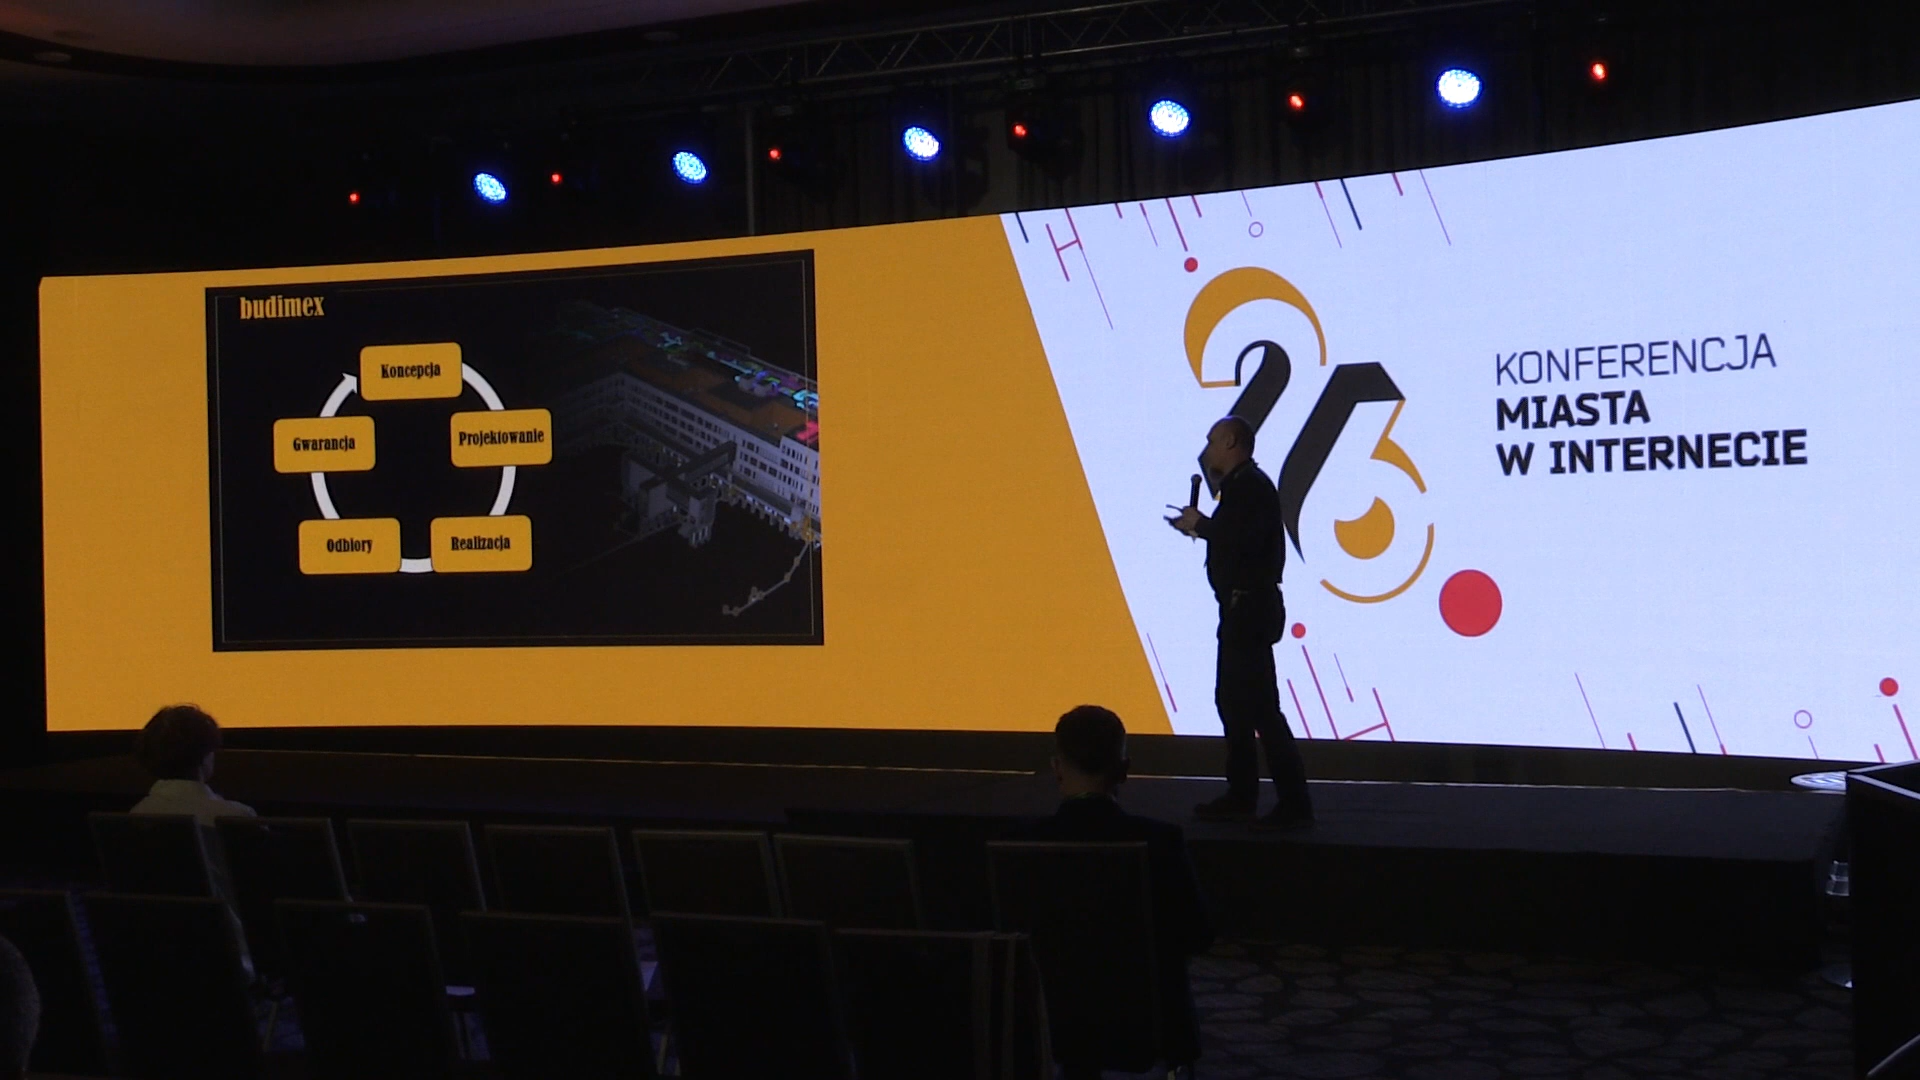 budimex
Koncepcja
Projektowanie
Realizacja
Odbiory
Gwarancja
26
KONFERENCJA
MIASTA
W INTERNECIE